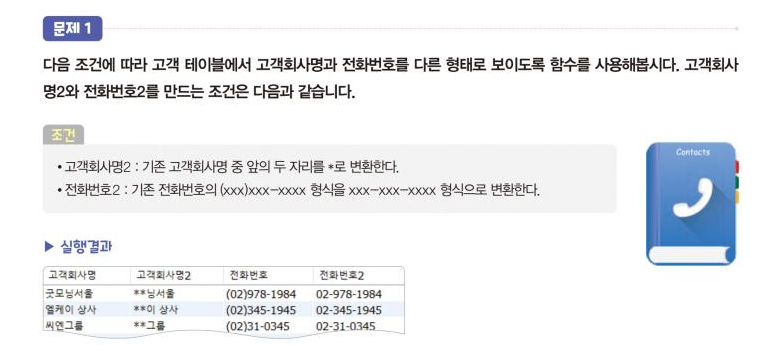 문제 1
다음 조건에 따라 고객 테이블에서 고객회사명과 전화번호를 다른 형태로 보이도록 함수를 사용해봅시다. 고객회사
명2와 전화번호2를 만드는 조건은 다음과 같습니다.
조건
• 고객회사명2 : 기존 고객회사명 중 앞의 두 자리를 *로 변환한다.
• 전화번호2 : 기존 전화번호의 (xxx)xxx-xxxx 형식을 xxx-xxx-xxxx 형식으로 변환한다.
Contacts
▶ 실행결과
고객회사명 고객회사명2 전화번호 전화번호2
굿모닝서울 **닝서울 (02)978-1984 02-978-1984
엘케이 상사 **이 상사 (02)345-1945 02-345-1945
씨엔그룹 **그룹 (02)31-0345 02-31-0345